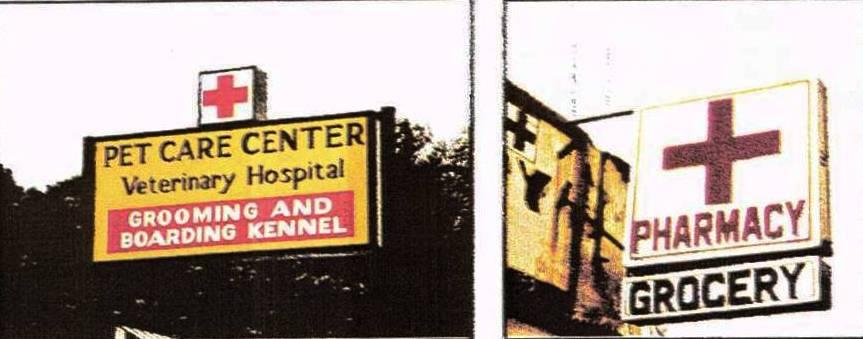 PET CARE CENTER
Veterinary Hospital
GROOMING AND
BOARDING KENNEL
PHARMACY
GROCERY